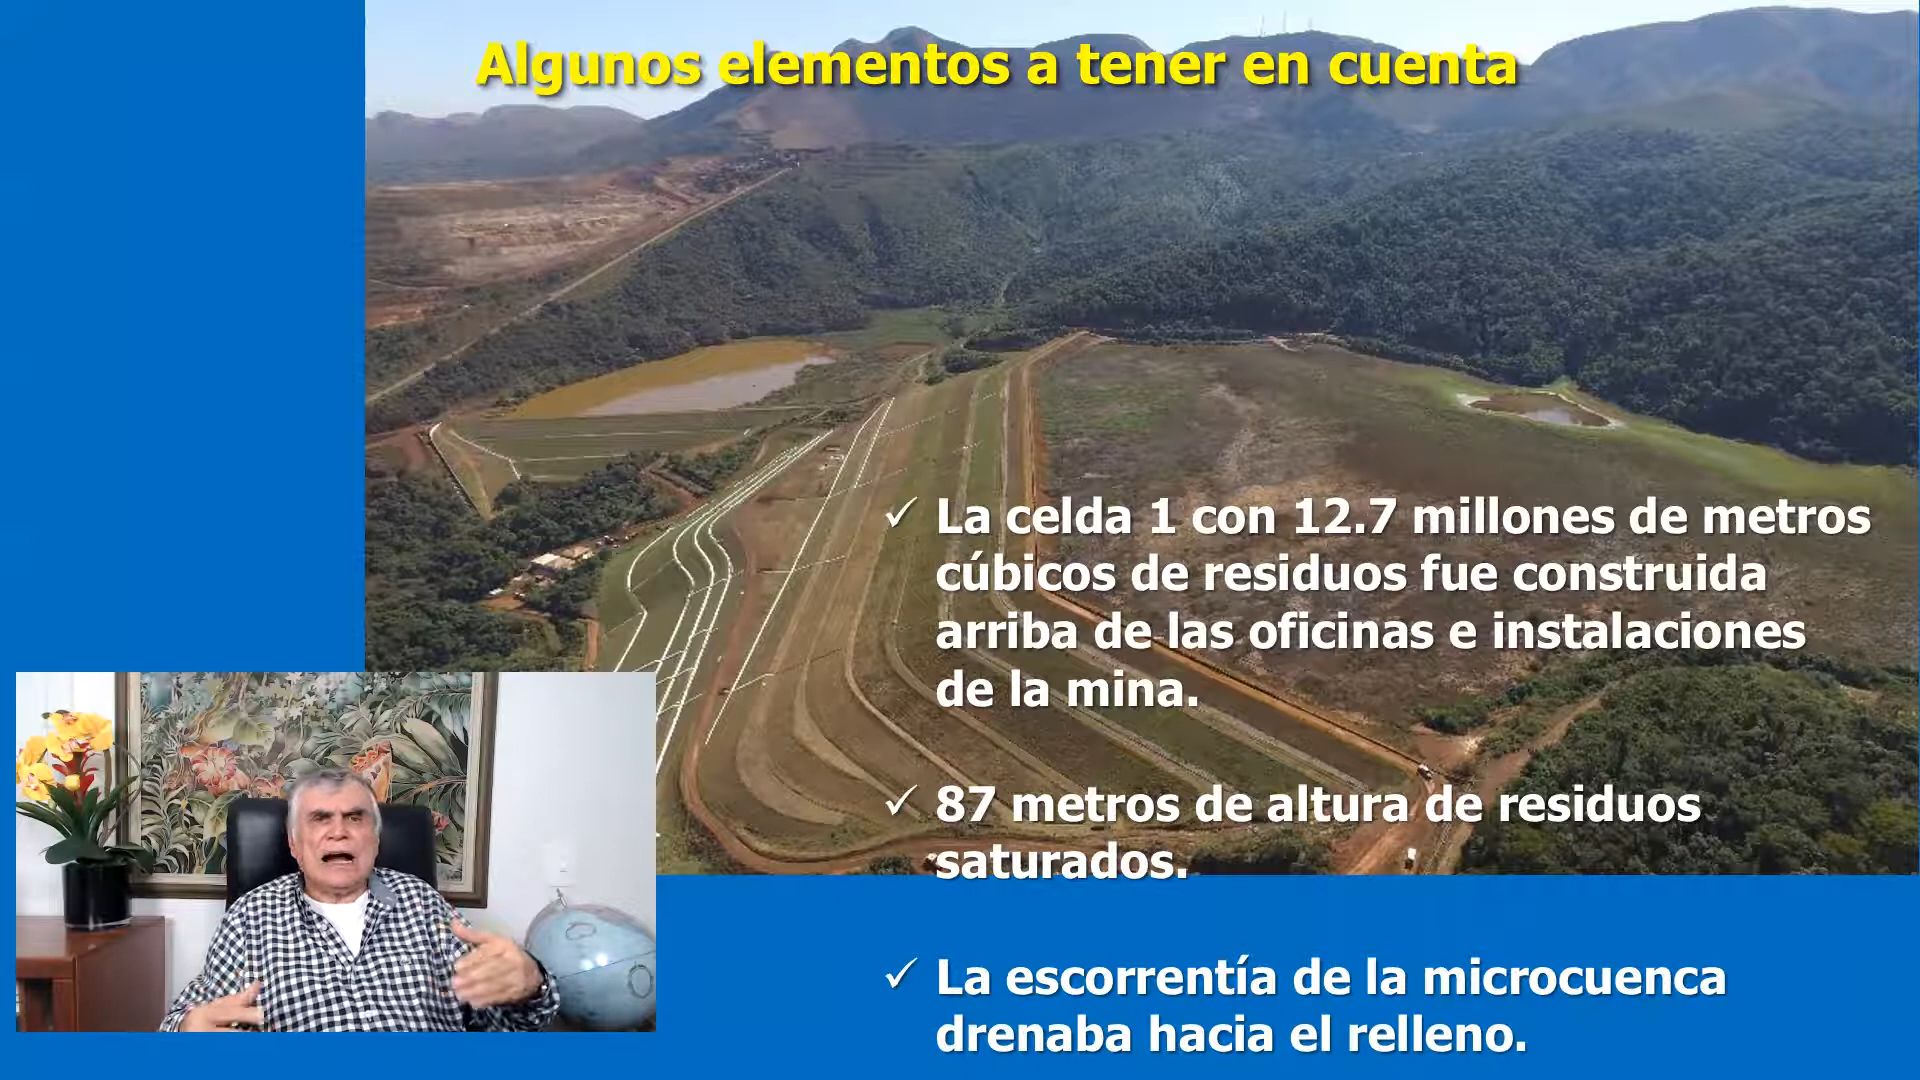 Algunos elementos a tener en cuenta
✓ La celda 1 con 12.7 millones de metros
cúbicos de residuos fue construida
arriba de las oficinas e instalaciones
de la mina.
✓ 87 metros de altura de residuos
saturados.
✓ La escorrentía de la microcuenca
drenaba hacia el relleno.